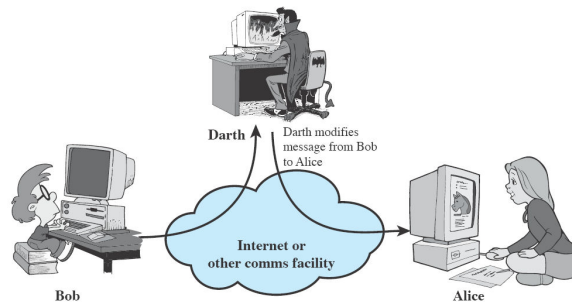 Darth
Darth modifies
message from Bob
to Alice
Internet or
other comms facility
Bob
Alice